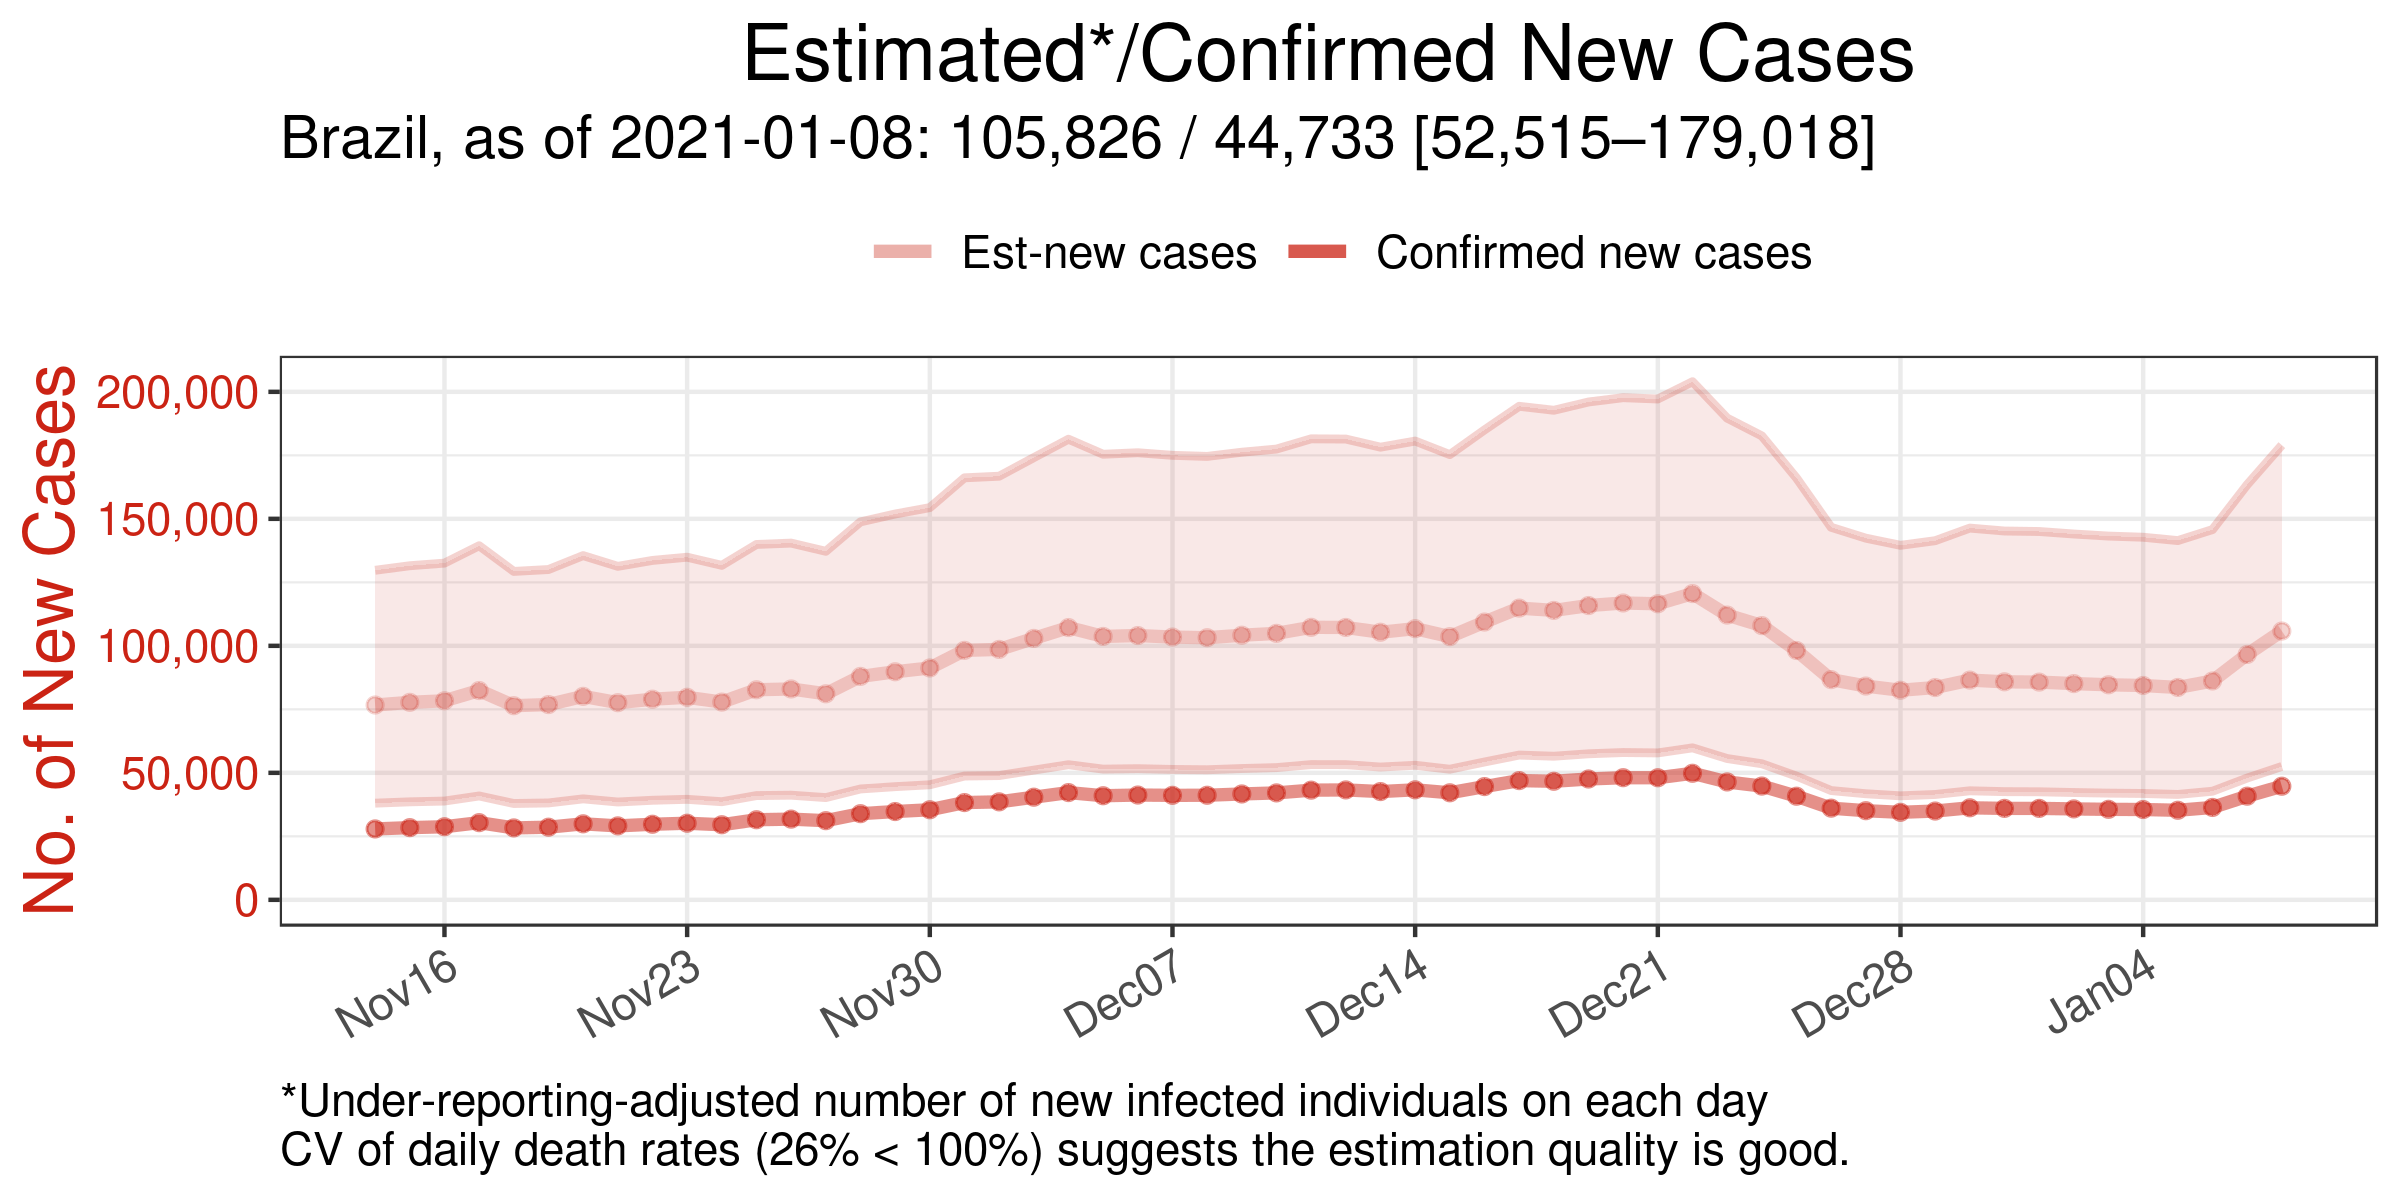 Estimated*/Confirmed New Cases
Brazil, as of 2021-01-08: 105,826 / 44,733 [52,515–179,018]
Est-new cases
Confirmed new cases
No. of New Cases
200,000
150,000
100,000
50,000
0
Nov16
Nov23
Nov30
Dec07
Dec14
Dec21
Dec28
Jan04
*Under-reporting-adjusted number of new infected individuals on each day
CV of daily death rates (26% < 100%) suggests the estimation quality is good.